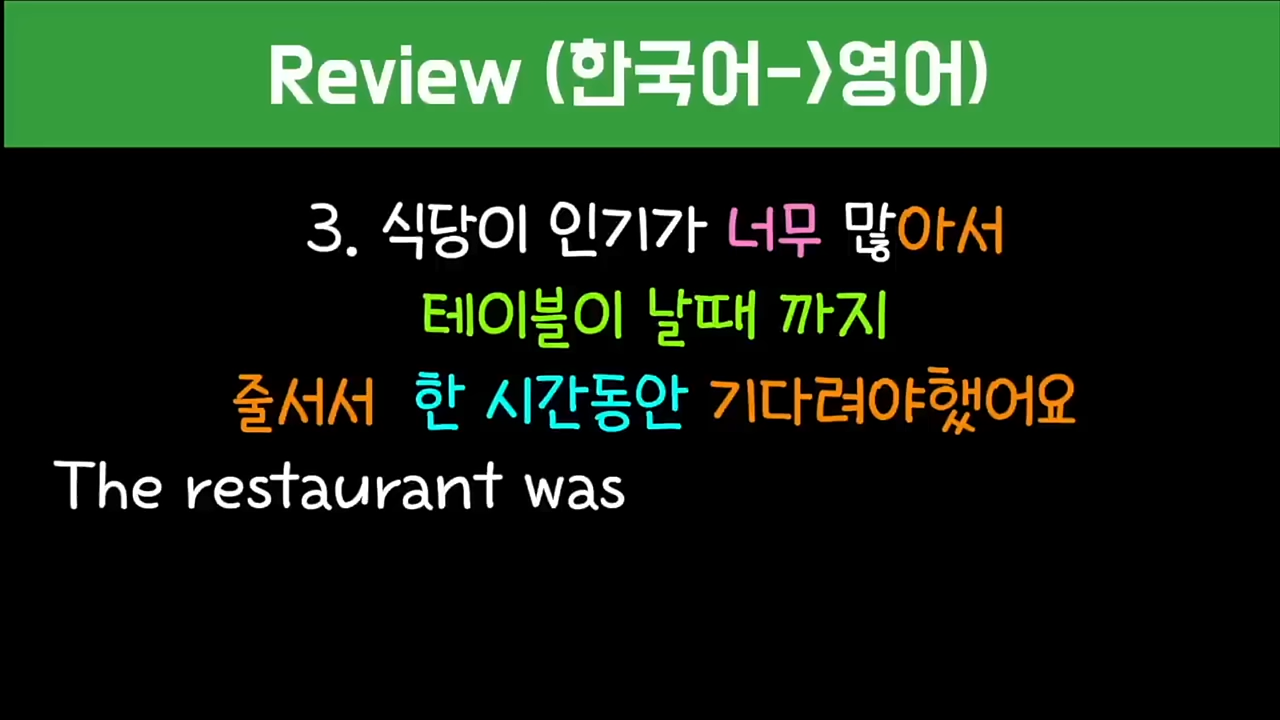 Review (한국어->영어)
3. 식당이 인기가 너무 많아서
테이블이 날때 까지
줄서서 한 시간동안 기다려야했어요
The restaurant was